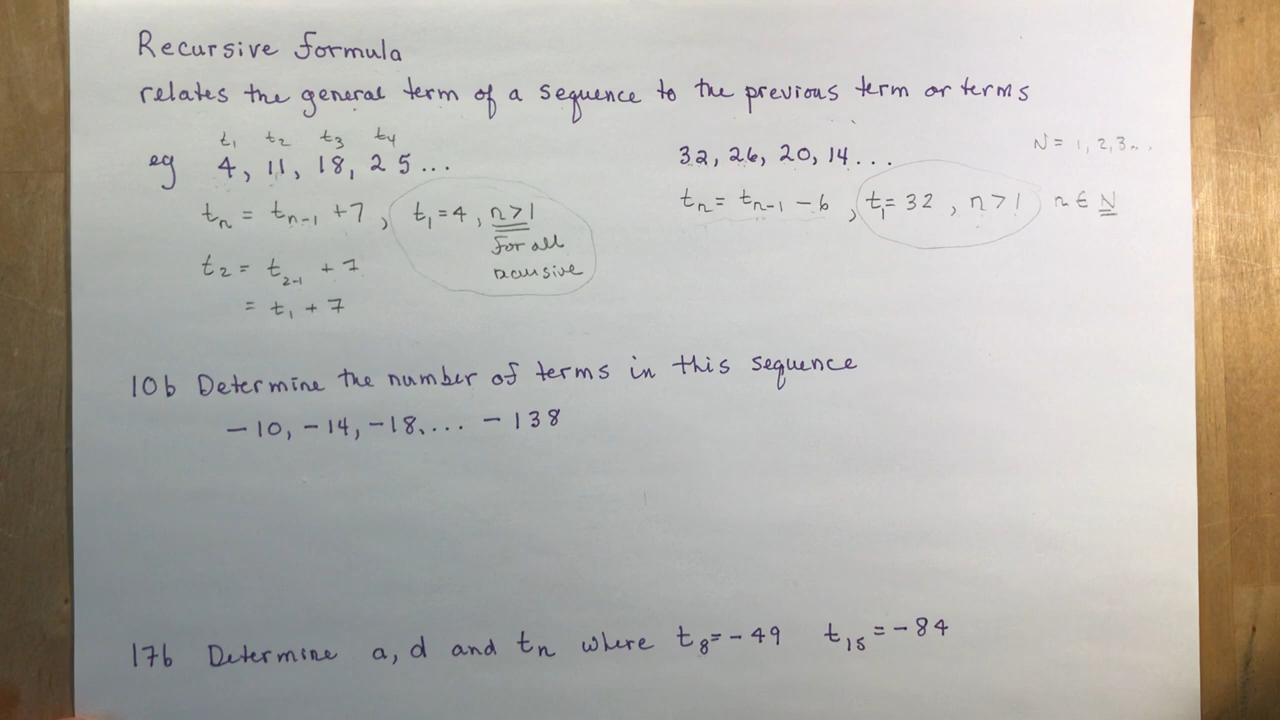 Recursive formula
relates the general term of a sequence to the previous term or terms
t₁ t₂ t₃ t₄
eg 4, 11, 18, 25...
tₙ = tₙ₋₁ +7, t₁=4, n>1
for all
recursive
t₂ = t₂₋₁ + 7
= t₁ + 7
32, 26, 20, 14...
N = 1, 2, 3...
tₙ = tₙ₋₁ - 6, t₁= 32, n>1 n ∈ N
10b Determine the number of terms in this sequence
-10, -14, -18,... -138
17b Determine a, d and tₙ where t₈=-49 t₁₅=-84